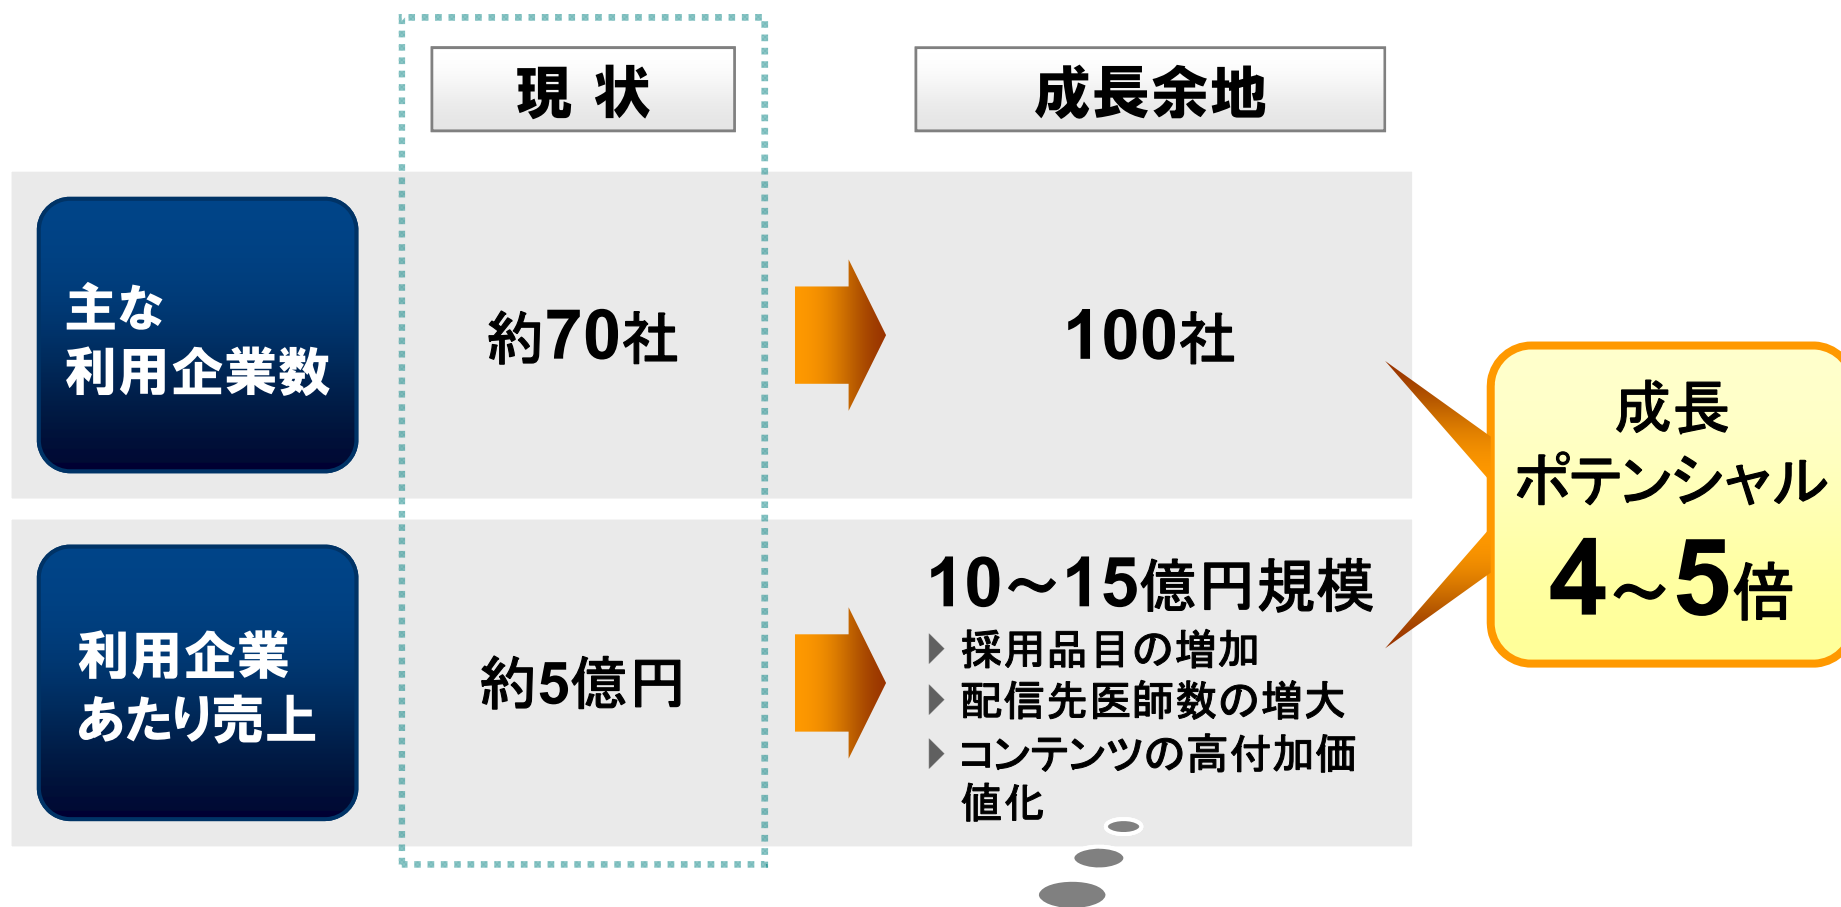 現 状
成長余地
主な
利用企業数
約70社
100社
成長
ポテンシャル
4～5倍
利用企業
あたり売上
約5億円
10～15億円規模
採用品目の増加
配信先医師数の増大
コンテンツの高付加価
値化